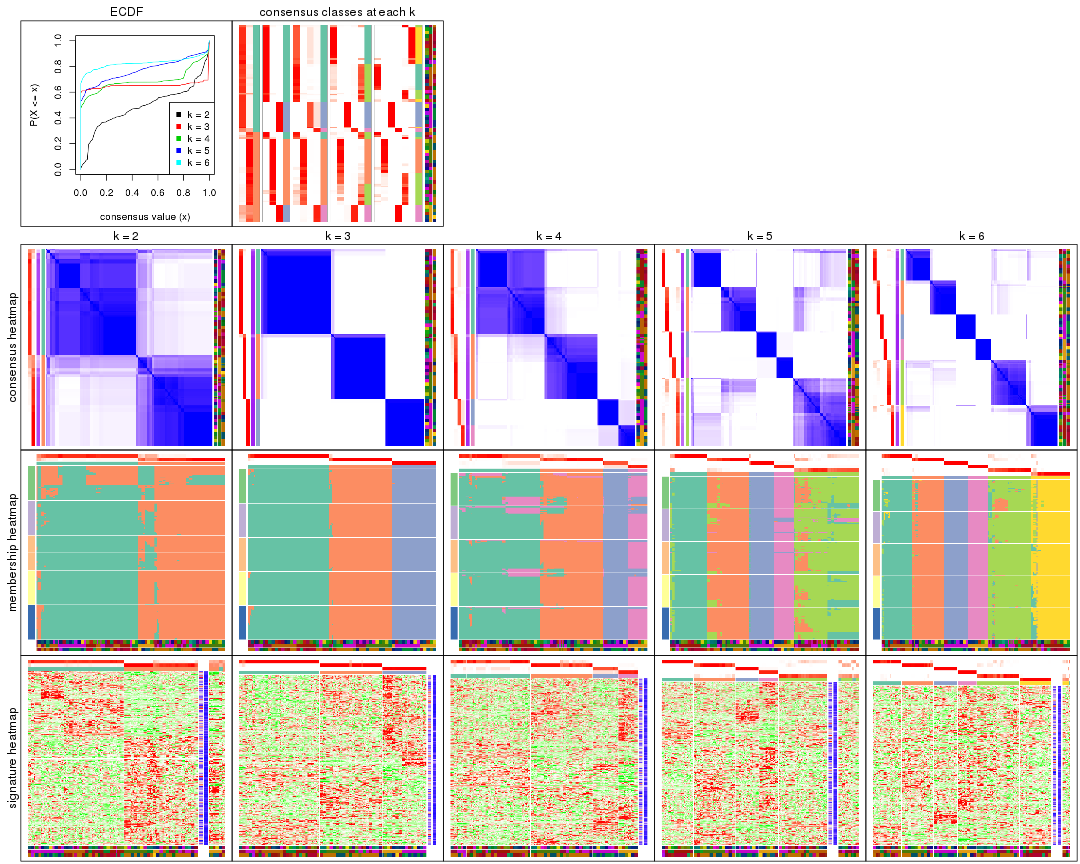 ECDF
consensus classes at each k
P(X <= x)
0.0 0.2 0.4 0.6 0.8 1.0
k = 2
k = 3
k = 4
k = 5
k = 6
0.0 0.2 0.4 0.6 0.8 1.0
consensus value (x)
k = 2 k = 3 k = 4 k = 5 k = 6
consensus heatmap
membership heatmap
signature heatmap